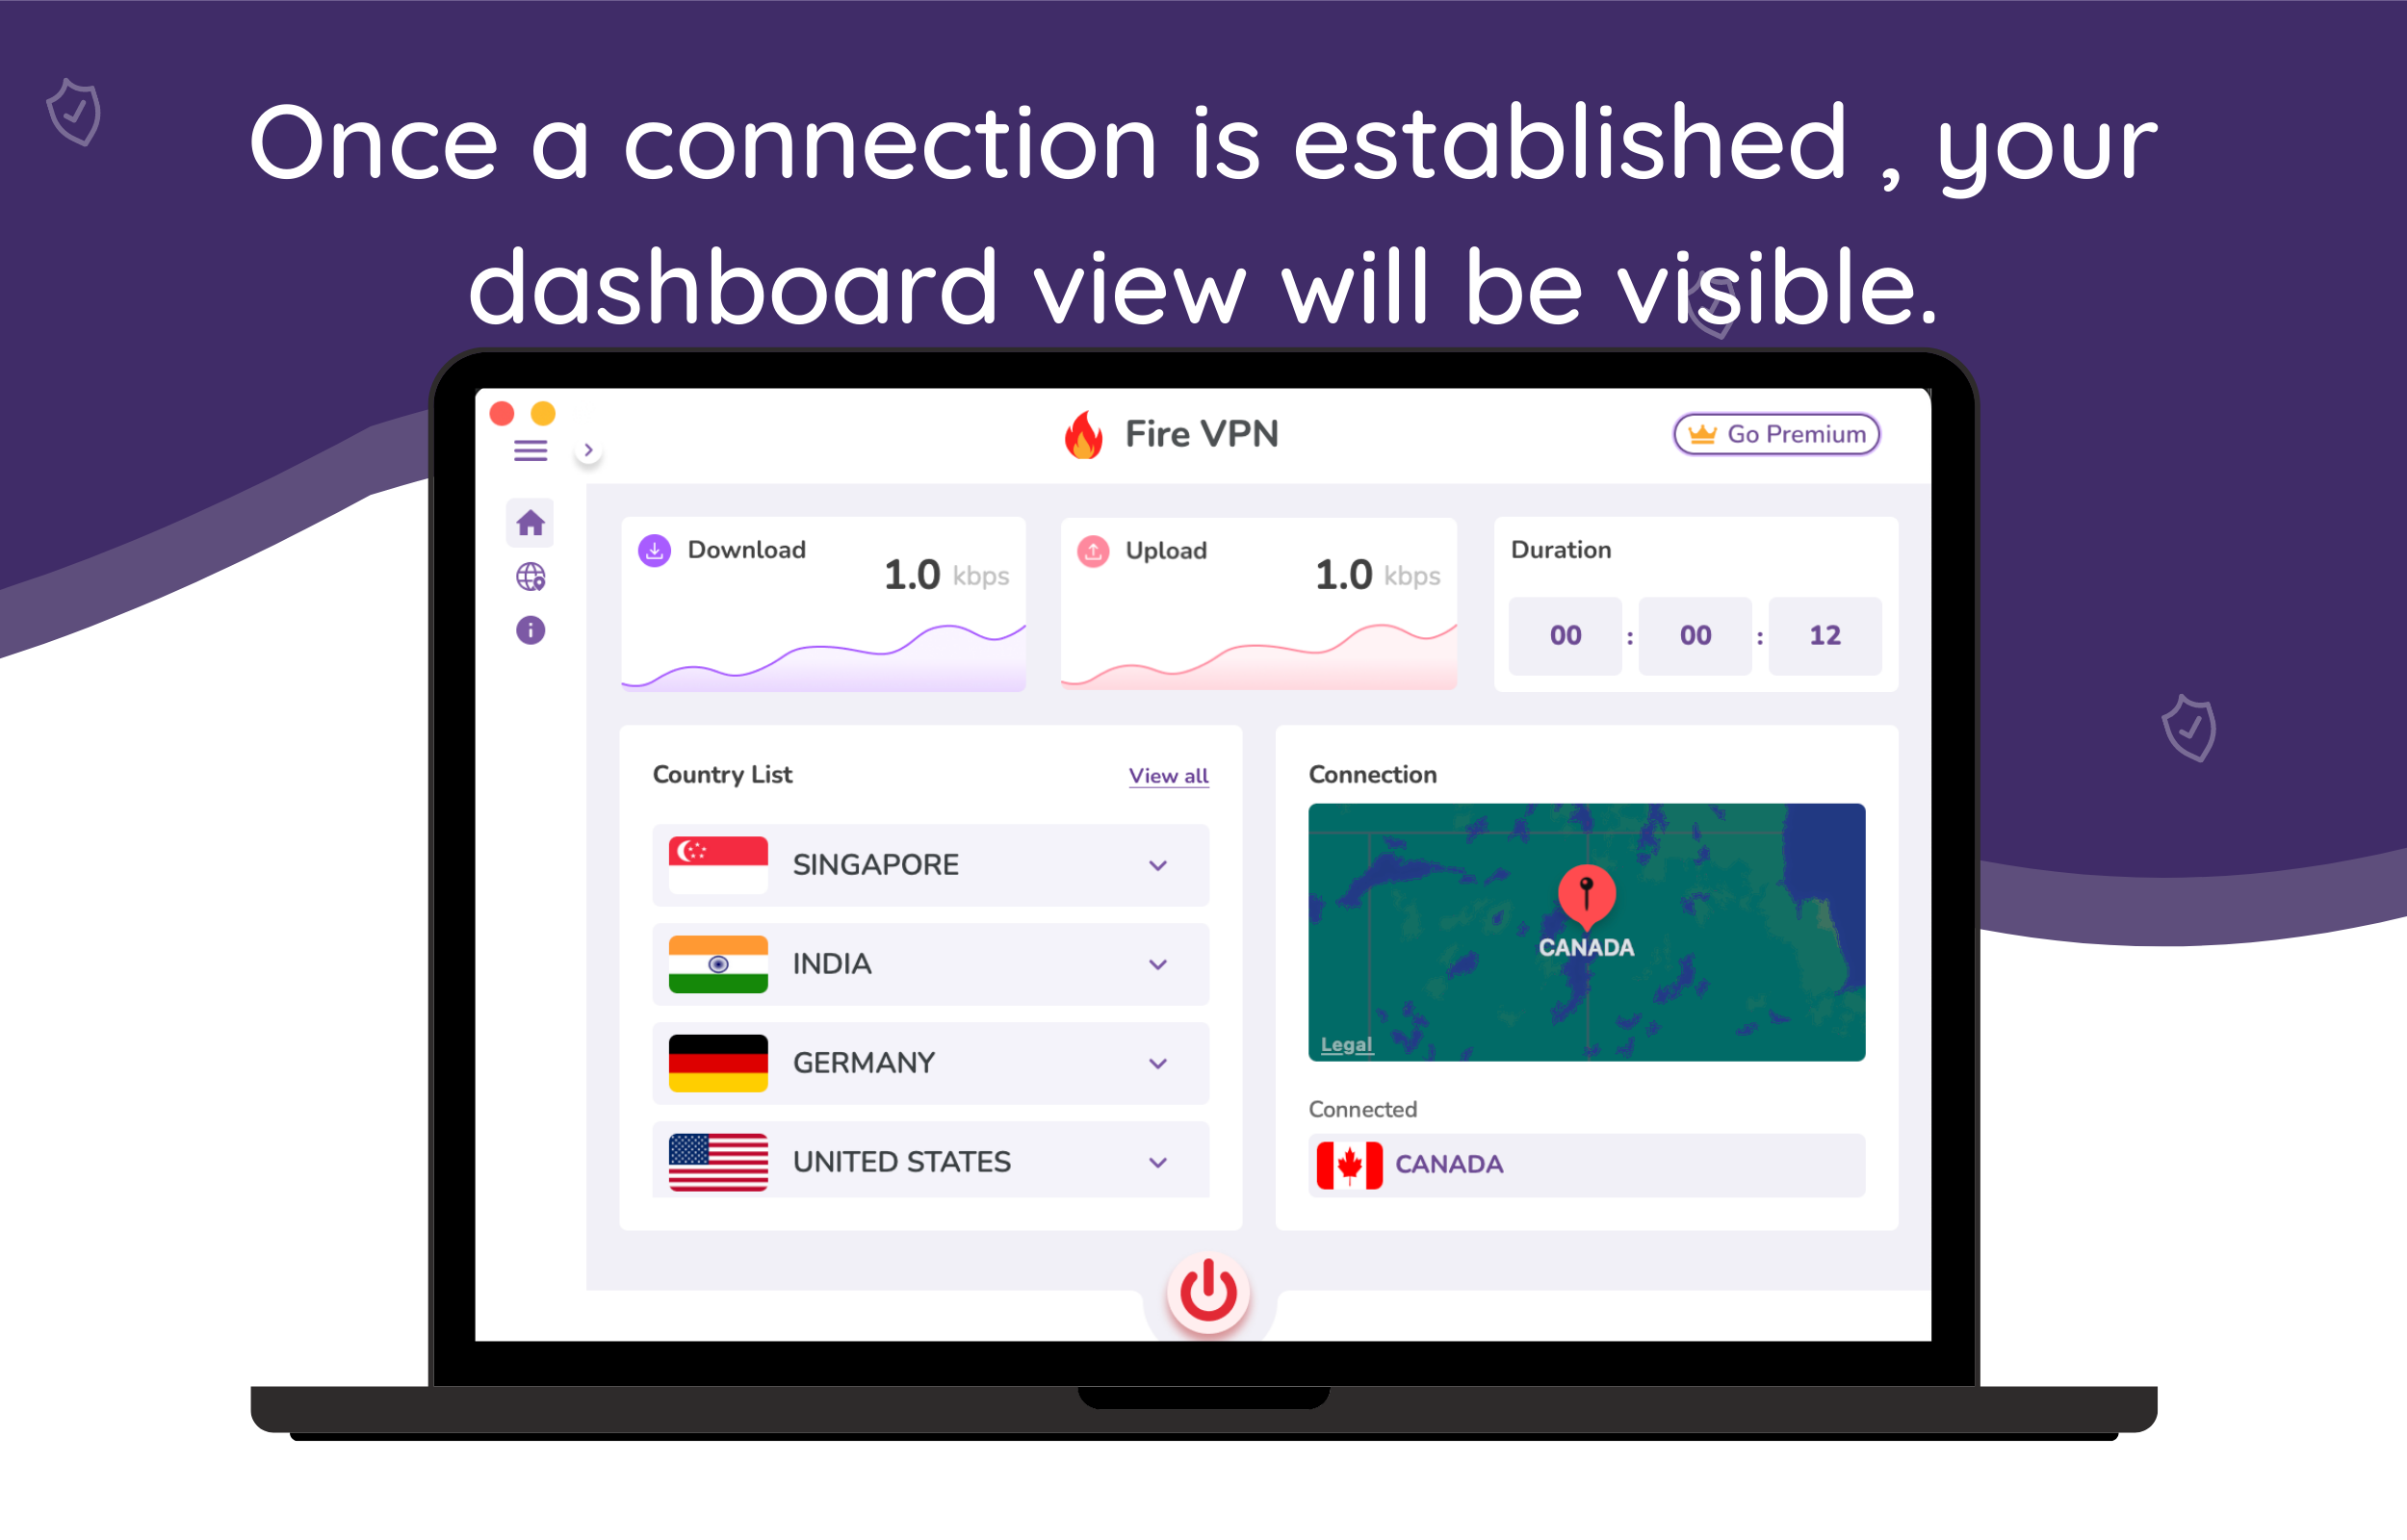 Once a connection is established , your
dashboard view will be visible.
Fire VPN
Go Premium
Download
1.0 kbps
Upload
1.0 kbps
Duration
00 : 00 : 12
Country List
View all
SINGAPORE
INDIA
GERMANY
UNITED STATES
Connection
CANADA
Legal
Connected
CANADA